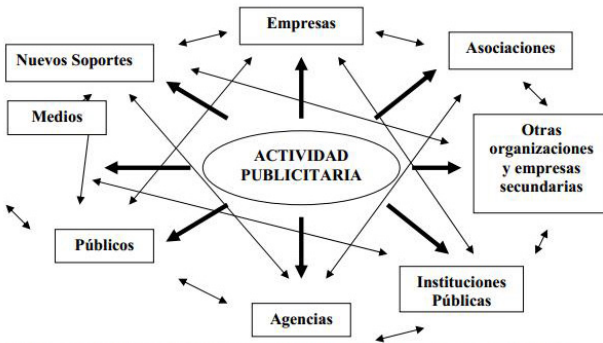 Empresas
Asociaciones
Nuevos Soportes
Medios
ACTIVIDAD
PUBLICITARIA
Otras
organizaciones
y empresas
secundarias
Públicos
Instituciones
Públicas
Agencias